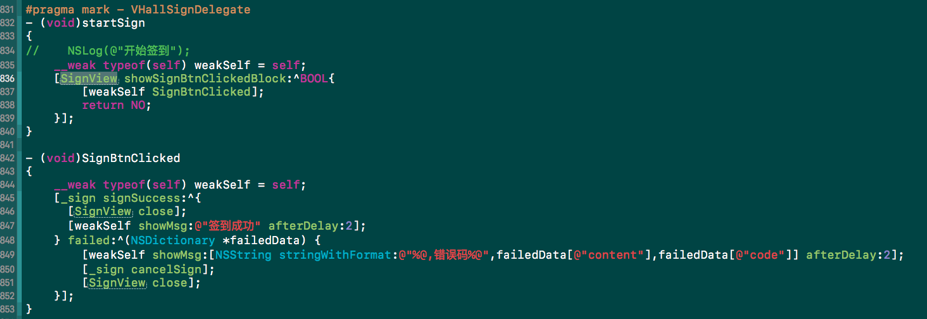 831 #pragma mark - VHallSignDelegate
832 - (void)startSign
833 {
834 //    NSLog(@"开始签到");
835     __weak typeof(self) weakSelf = self;
836     [SignView showSignBtnClickedBlock:^BOOL{
837         [weakSelf SignBtnClicked];
838         return NO;
839     }];
840 }
841
842 - (void)SignBtnClicked
843 {
844     __weak typeof(self) weakSelf = self;
845     [_sign signSuccess:^{
846       [SignView close];
847       [weakSelf showMsg:@"签到成功" afterDelay:2];
848     } failed:^(NSDictionary *failedData) {
849         [weakSelf showMsg:[NSString stringWithFormat:@"%@,错误码%@",failedData[@"content"],failedData[@"code"]] afterDelay:2];
850         [_sign cancelSign];
851         [SignView close];
852     }];
853 }